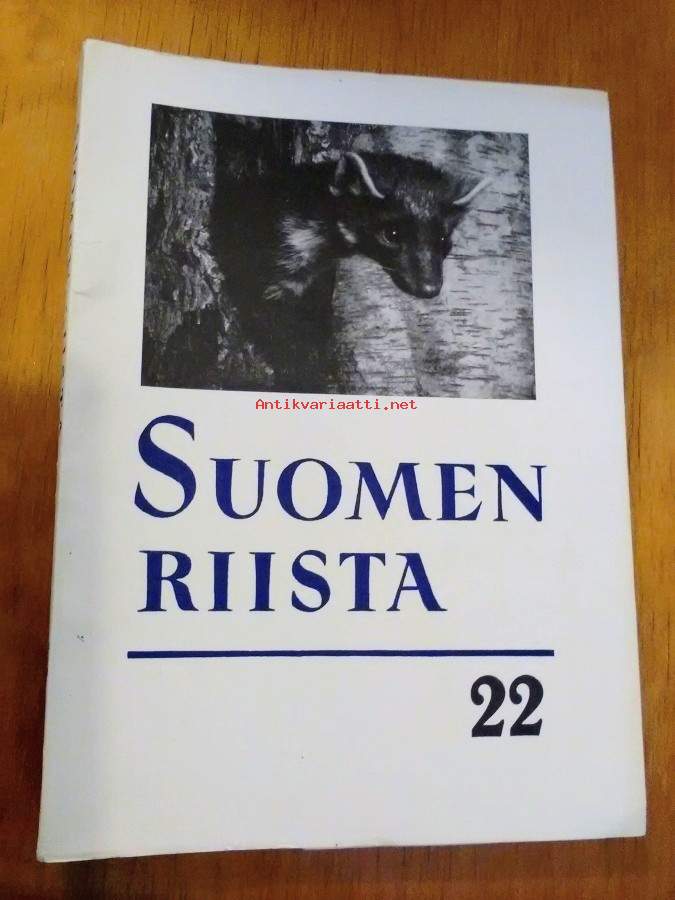 Antikvariaatti.net
SUOMEN
RIISTA
22